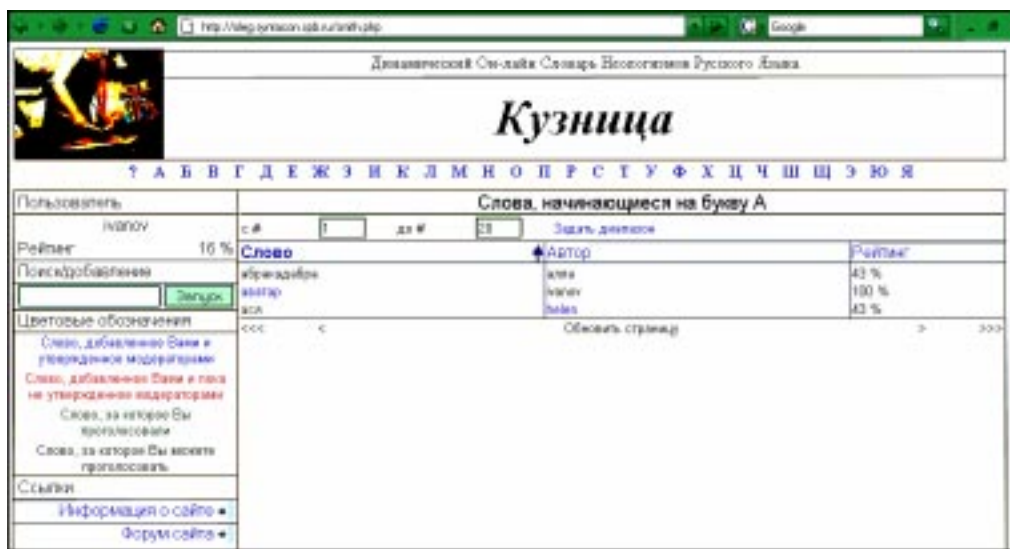 Google
Динамический Он-лайн Словарь Неологизмов Русского Языка
Кузница
? А Б В Г Д Е Ж З И К Л М Н О П Р С Т У Ф Х Ц Ч Ш Щ Э Ю Я
Пользователь
ivanov
Рейтинг 16 %
Поиск/добавление
Запуск
Цветовые обозначения
Слово, добавленное Вами и
утвержденное модераторами
Слово, добавленное Вами и пока
не утвержденное модераторами
Слово, за которое Вы
проголосовали
Слово, за которое Вы можете
проголосовать
Ссылки
Информация о сайте
Форум сайта
Слова, начинающиеся на букву А
с # 1 до # 20 Задать диапазон
Слово Автор Рейтинг
абракадабра 43 %
аватар ivanov 100 %
helen 43 %
<<< < Обновить страницу > >>>